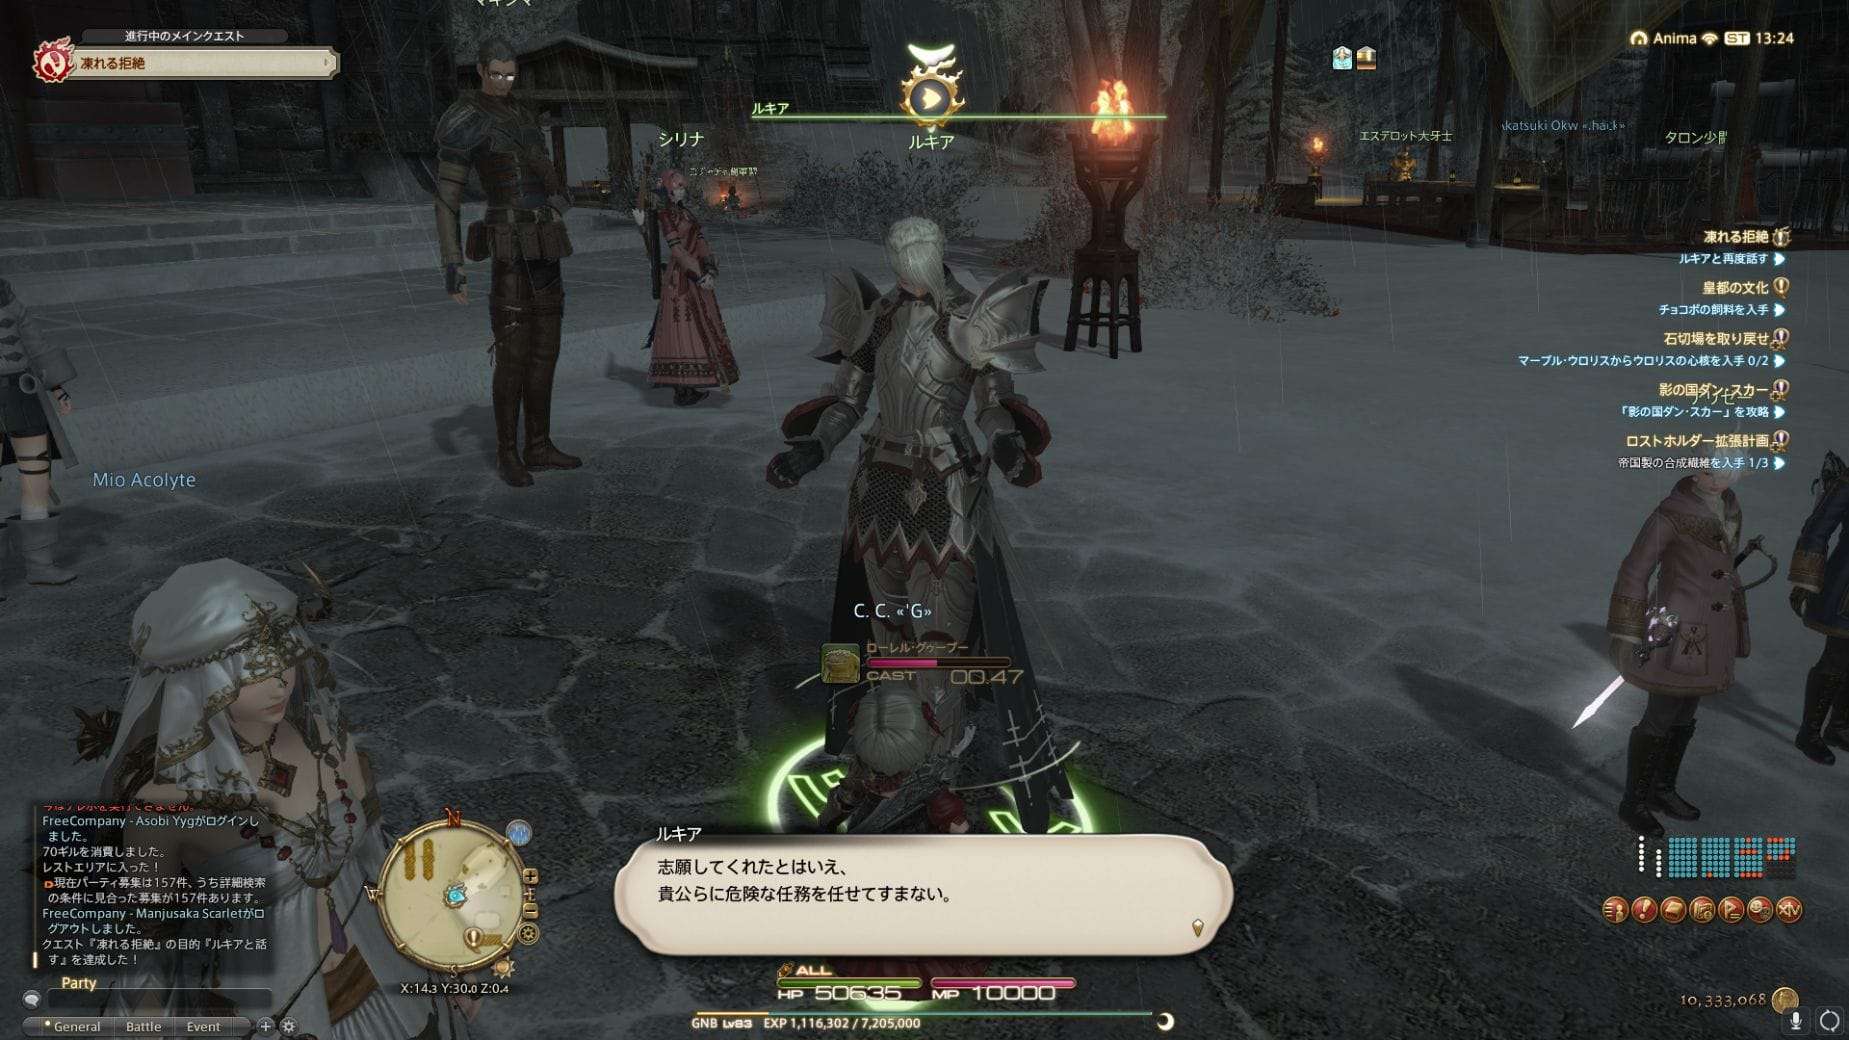 進行中のメインクエスト
凍れる拒絶
マキシマ
Anima ST 13:24
ルキア
ルキア
シリナ
エスデロット大牙士
タロン少闘
凍れる拒絶
ルキアと再度話す
皇都の文化
チョコボの飼料を入手
石切場を取り戻せ
マーブル・ウロリスからウロリスの心核を入手 0/2
影の国ダン・スカー
アリゼー
「影の国ダン・スカー」を攻略
ロストホルダー拡張計画
帝国製の合成繊維を入手 1/3
Mio Acolyte
C. C. «'G»
ローレル・グゥーブー
CAST 00.47
ルキア
志願してくれたとはいえ、
貴公らに危険な任務を任せてすまない。
FreeCompany - Asobi Yygがログインし
ました。
70ギルを消費しました。
レストエリアに入った！
現在パーティ募集は157件、うち詳細検索
の条件に見合った募集が157件あります。
FreeCompany - Manjusaka Scarletがロ
グアウトしました。
クエスト『凍れる拒絶』の目的『ルキアと話
す』を達成した！
Party
General Battle Event
N
W
S
X:14.3 Y:30.0 Z:0.4
ALL
HP 50635 MP 10000
GNB Lv83 EXP 1,116,302 / 7,205,000
XIV
10,333,068